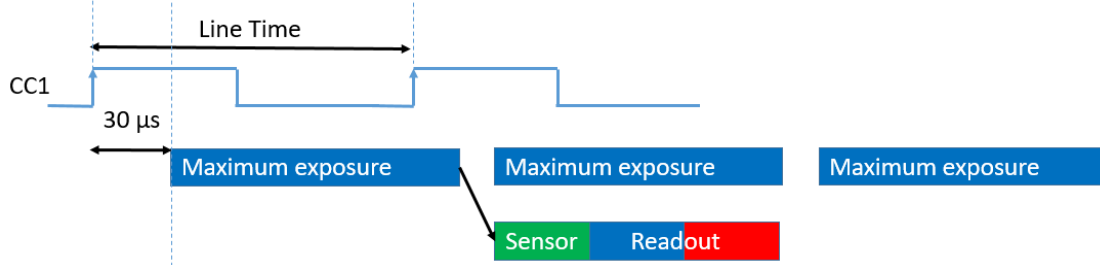 Line Time
CC1
30 µs
Maximum exposure
Maximum exposure
Maximum exposure
Sensor
Readout